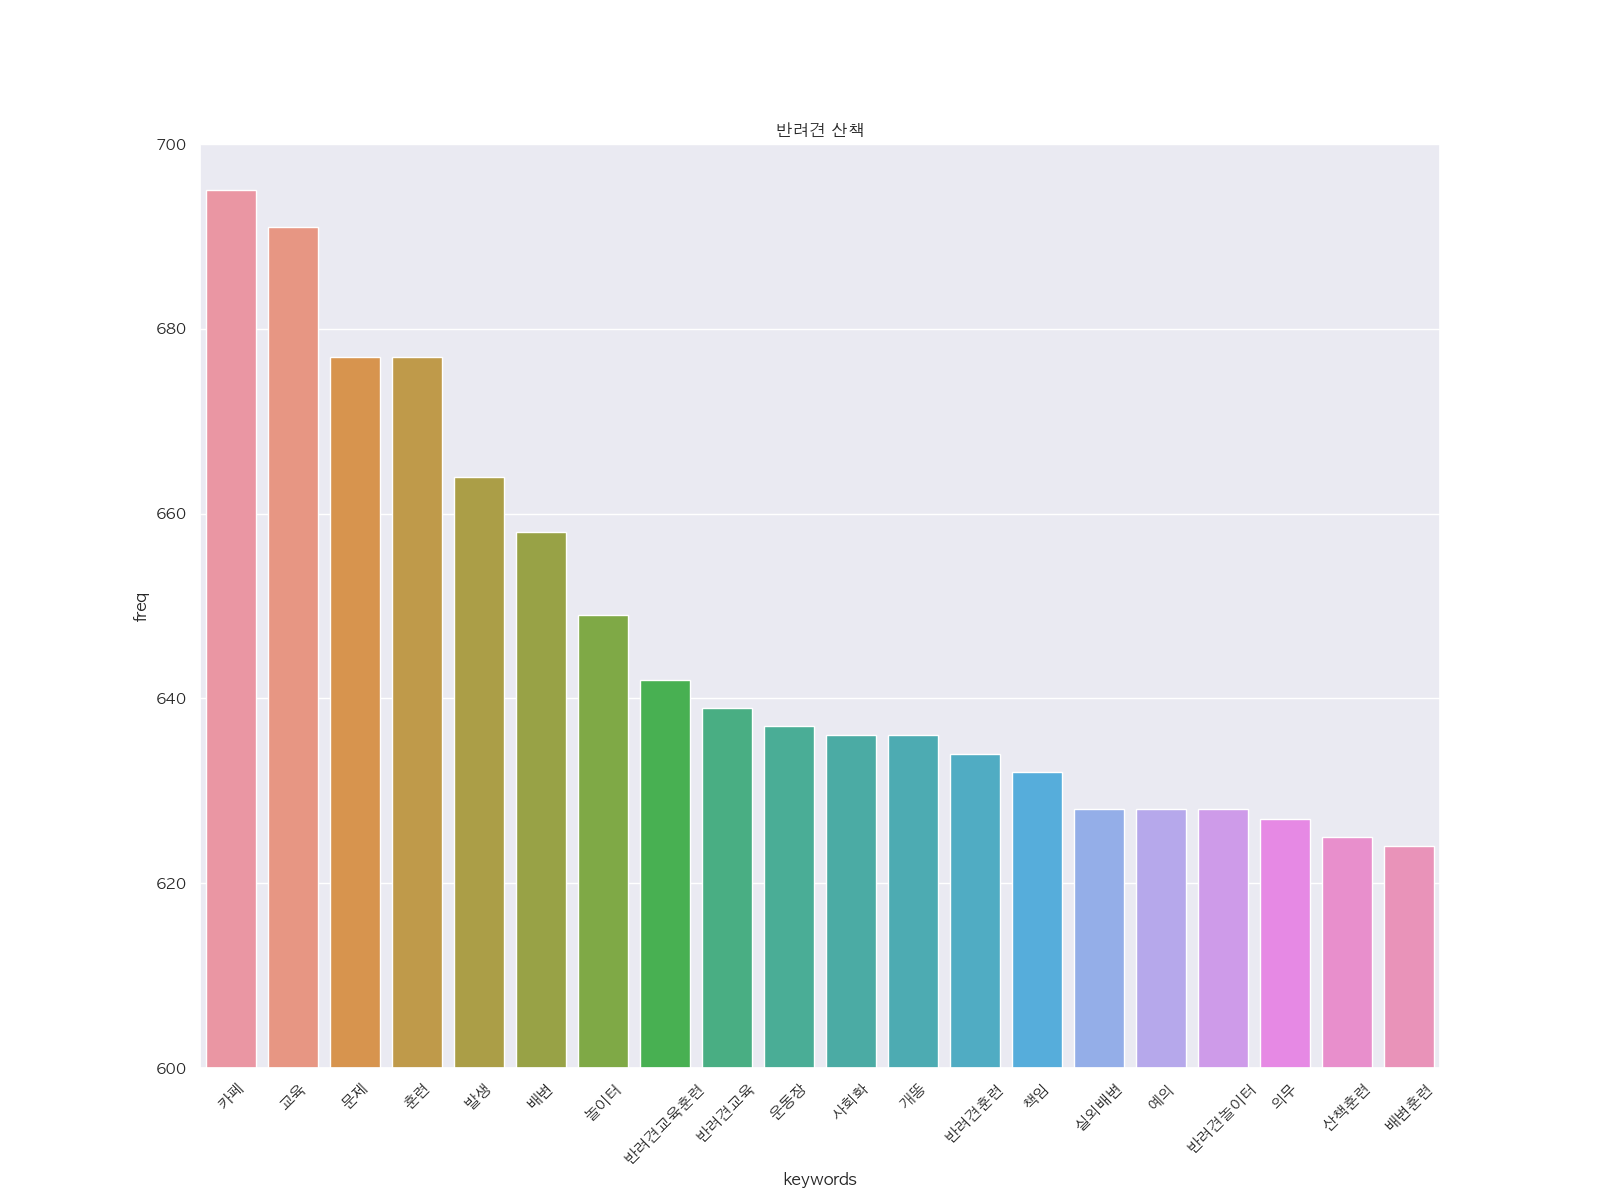 반려견 산책
700
680
660
640
620
600
freq
카페
교육
문제
훈련
발생
배변
놀이터
반려견교육훈련
반려견교육
운동장
사회화
개똥
반려견훈련
책임
실외배변
예의
반려견놀이터
의무
산책훈련
배변훈련
keywords